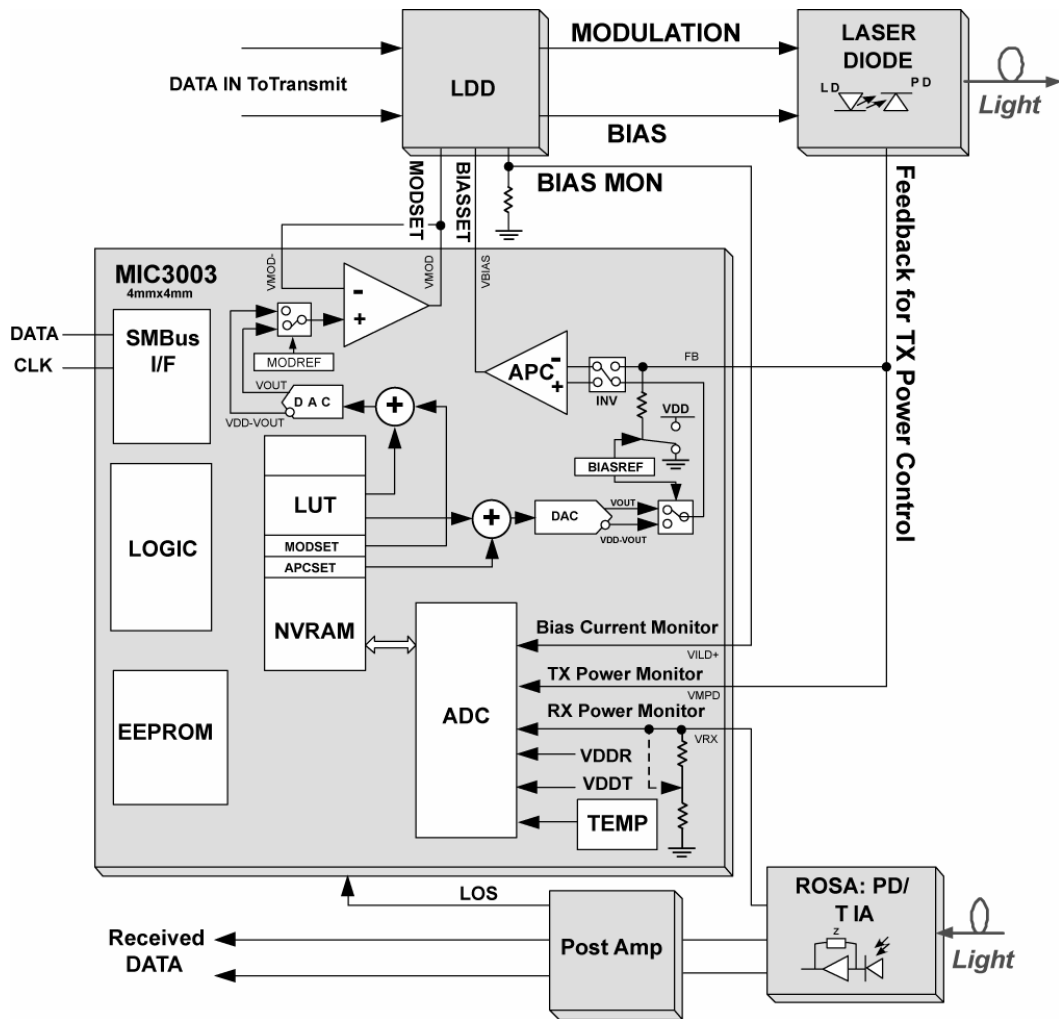 MODULATION
LASER
DIODE
DATA IN ToTransmit
LDD
LD
PD
Light
BIAS
MODSET
BIASSET
BIAS MON
Feedback for TX Power Control
MIC3003
4mmx4mm
VMOD-
VMOD
VBIAS
DATA
CLK
SMBus
I/F
MODREF
APC
INV
FB
VDD
VOUT
DAC
VDD-VOUT
BIASREF
LUT
DAC
VOUT
VDD-VOUT
LOGIC
MODSET
APCSET
NVRAM
Bias Current Monitor
VILD+
TX Power Monitor
VMPD
ADC
RX Power Monitor
VRX
EEPROM
VDDR
VDDT
TEMP
LOS
ROSA: PD/
TIA
Z
Received
DATA
Post Amp
Light